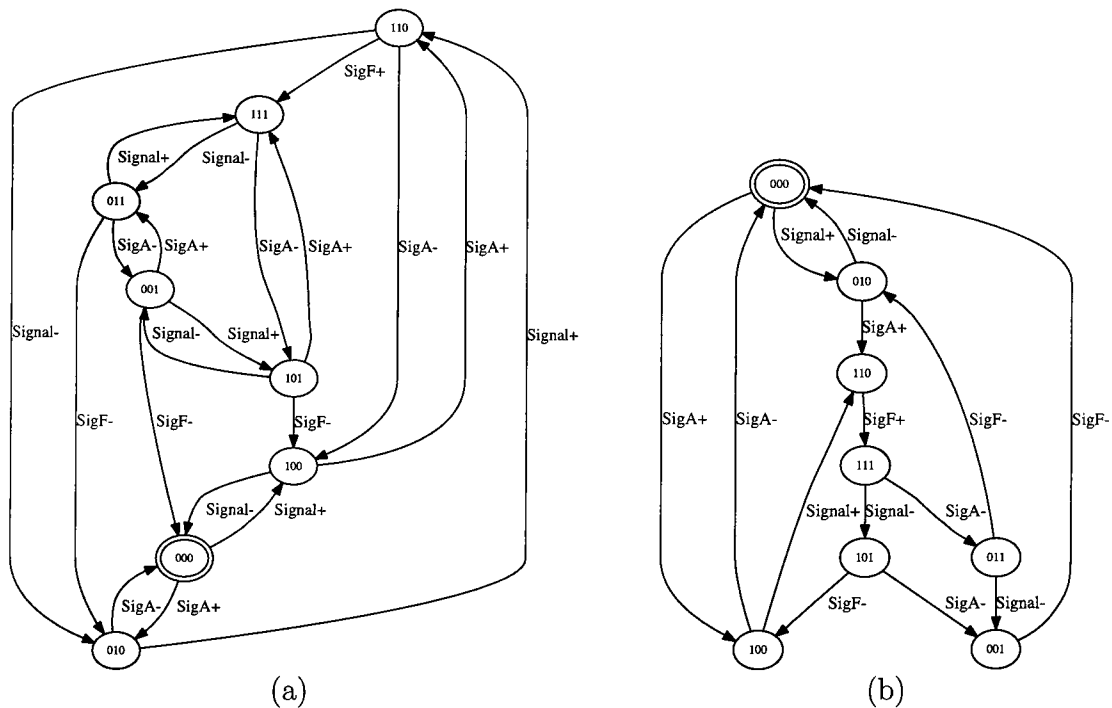 110
SigF+
111
Signal+
Signal-
011
SigA-
SigA+
SigA-
SigA+
SigA-
SigA+
001
Signal-
Signal-
Signal+
Signal+
101
SigF-
SigF-
SigF-
100
Signal-
Signal+
000
SigA-
SigA+
010
(a)
000
Signal+
Signal-
010
SigA+
110
SigA+
SigA-
SigF+
SigF-
SigF-
111
Signal+
Signal-
SigA-
101
011
SigF-
SigA-
Signal-
100
001
(b)